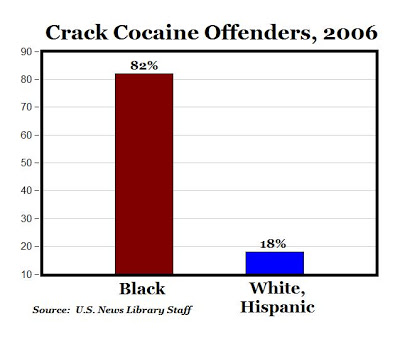 Crack Cocaine Offenders, 2006
90
80
70
60
50
40
30
20
10
82%
18%
Black
White,
Hispanic
Source: U.S. News Library Staff